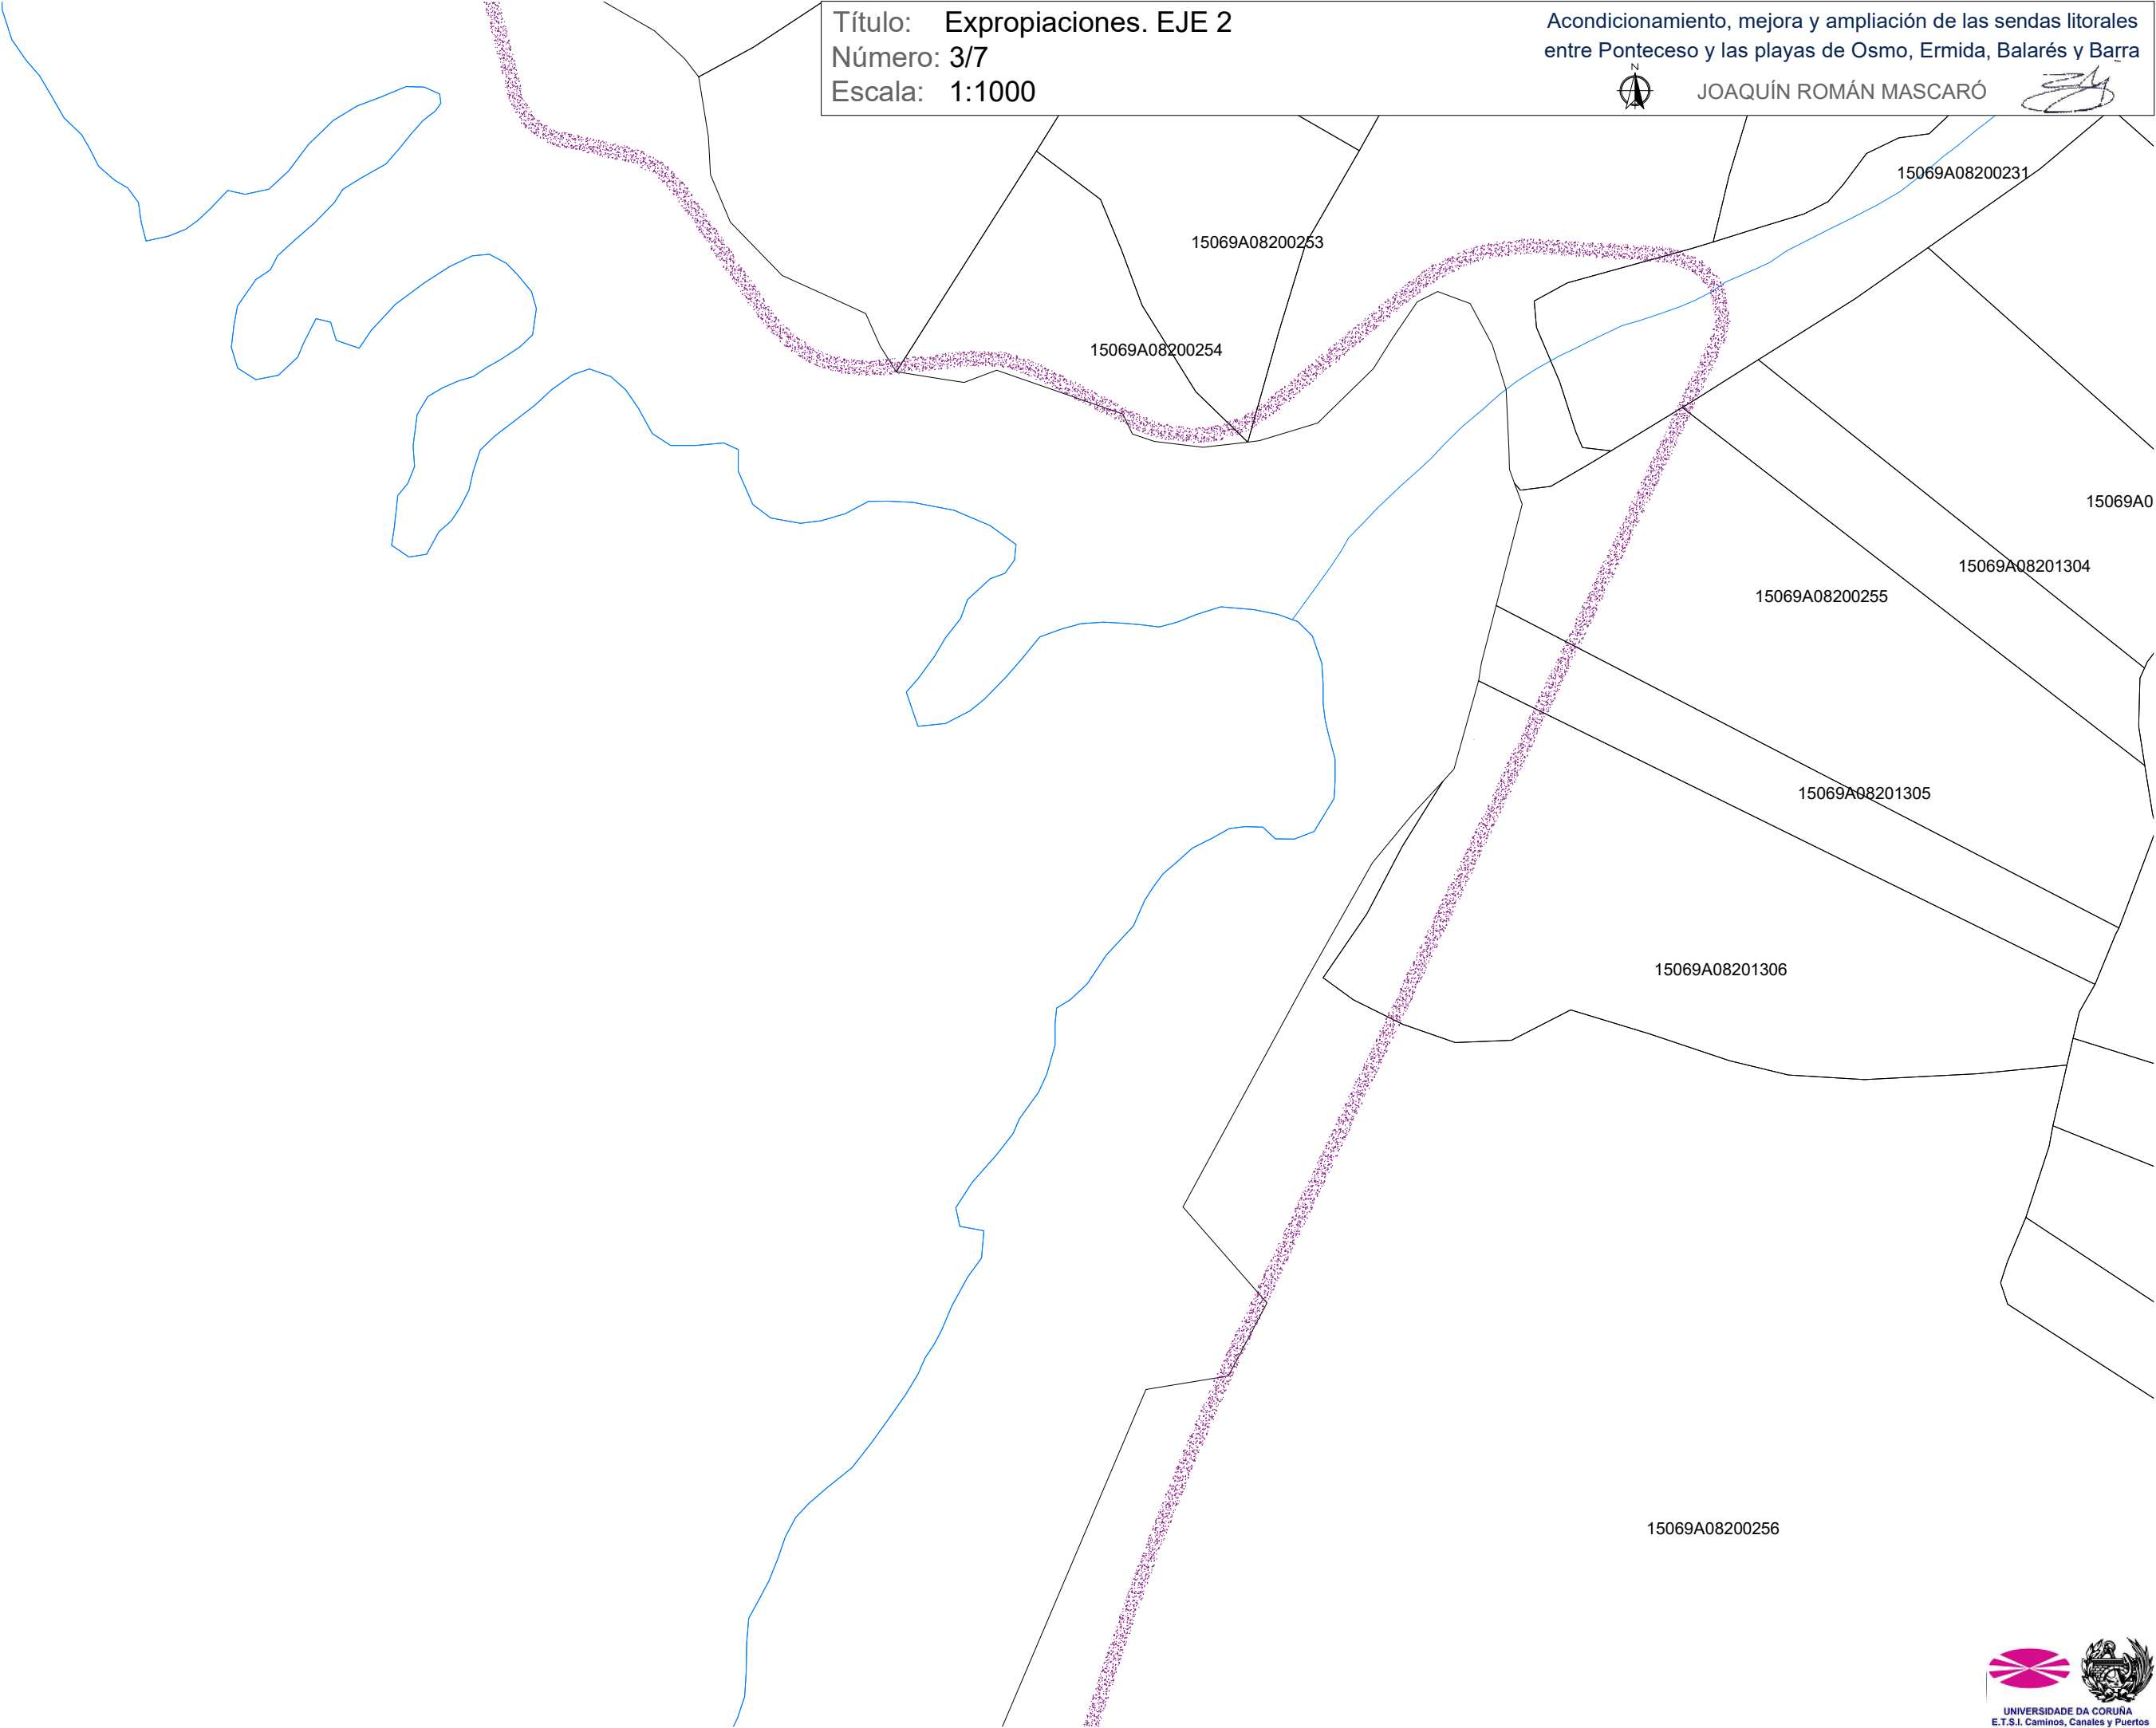 Título: Expropiaciones. EJE 2
Número: 3/7
Escala: 1:1000
Acondicionamiento, mejora y ampliación de las sendas litorales
entre Ponteceso y las playas de Osmo, Ermida, Balarés y Barra
N
JOAQUÍN ROMÁN MASCARÓ
15069A08200231
15069A08200253
15069A08200254
15069A0
15069A08201304
15069A08200255
15069A08201305
15069A08201306
15069A08200256
UNIVERSIDADE DA CORUÑA
E.T.S.I. Caminos, Canales y Puertos